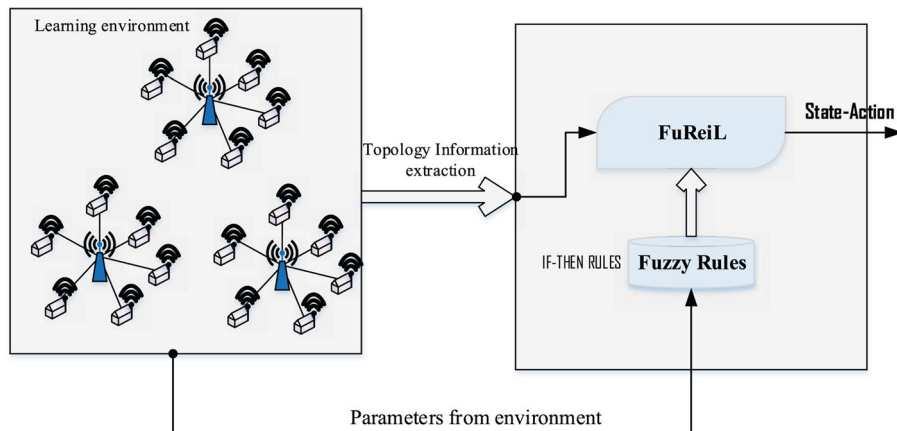 Learning environment
Topology Information
extraction
FuReiL
State-Action
IF-THEN RULES
Fuzzy Rules
Parameters from environment